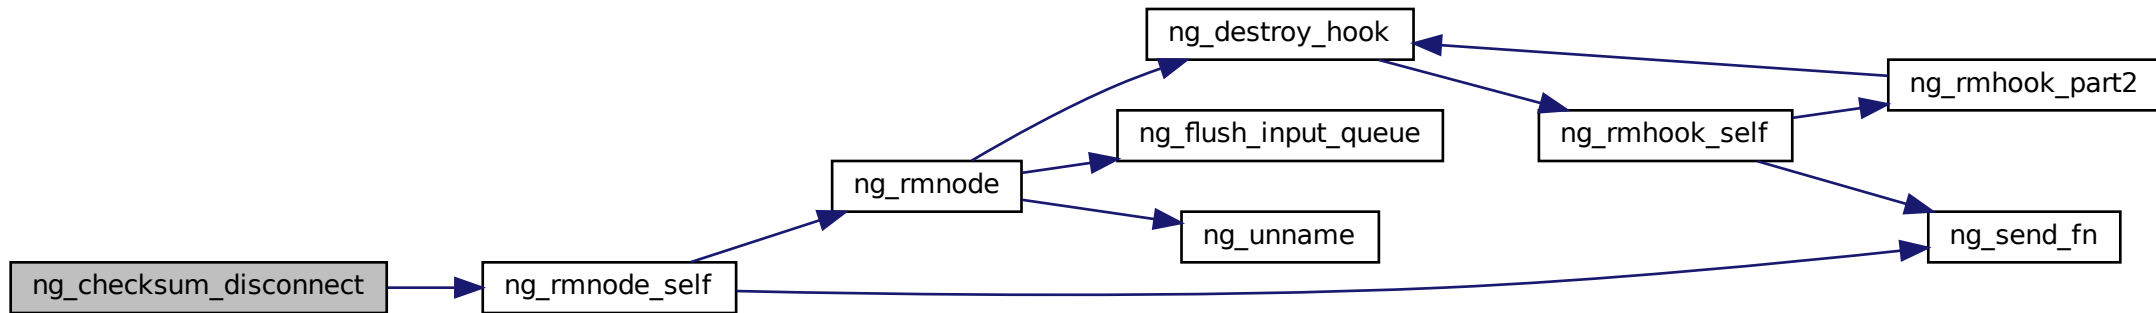 ng_destroy_hook
ng_rmhook_part2
ng_flush_input_queue
ng_rmhook_self
ng_rmnode
ng_unname
ng_send_fn
ng_checksum_disconnect
ng_rmnode_self